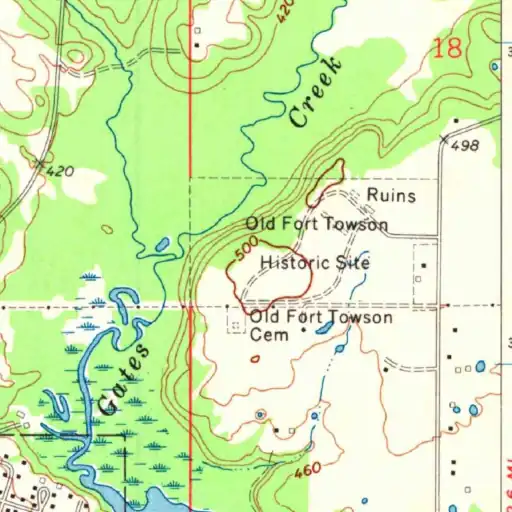 420
18
Creek
498
420
Ruins
Old Fort Towson
500
Historic Site
Old Fort Towson
Cem
Gates
460